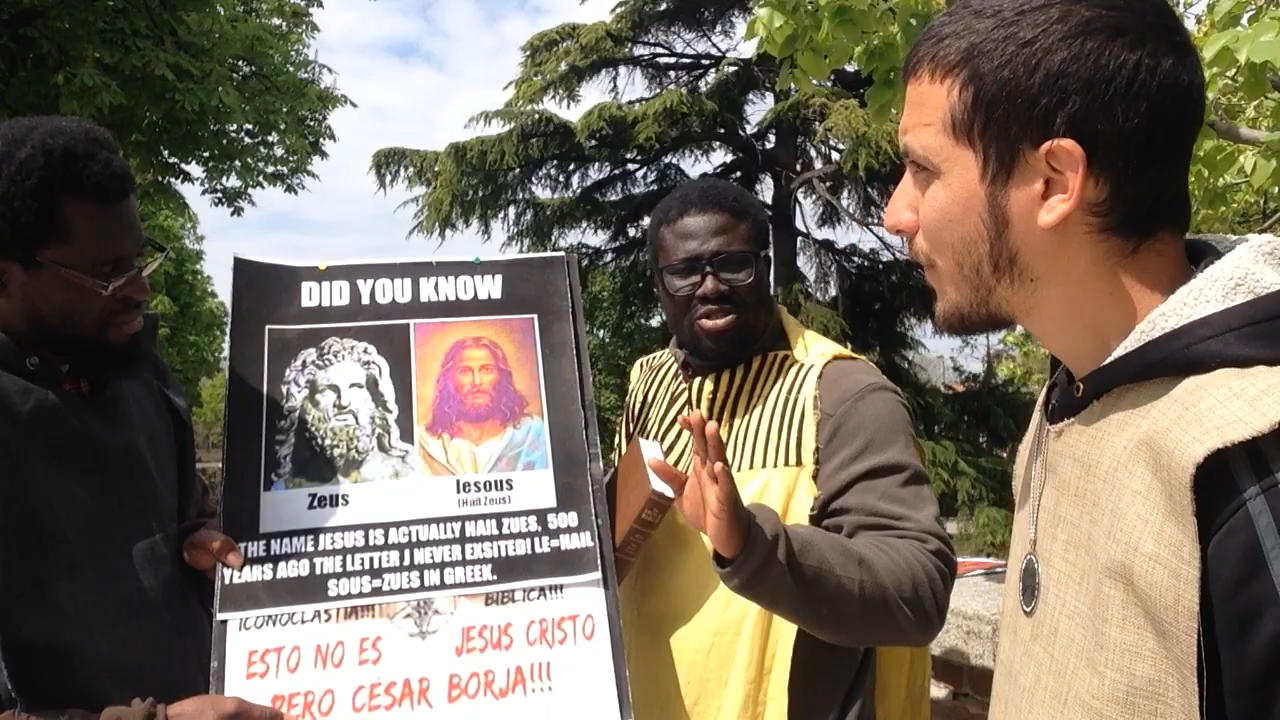 DID YOU KNOW
Zeus
Iesous
(Hail Zeus)
THE NAME JESUS IS ACTUALLY HAIL ZUES, 500
YEARS AGO THE LETTER J NEVER EXSITED! LE=HAIL
SOUS=ZUES IN GREEK.
¡ICONOCLASTIA!!! BIBLICA!!!
ESTO NO ES JESUS CRISTO
PERO CÉSAR BORJA!!!